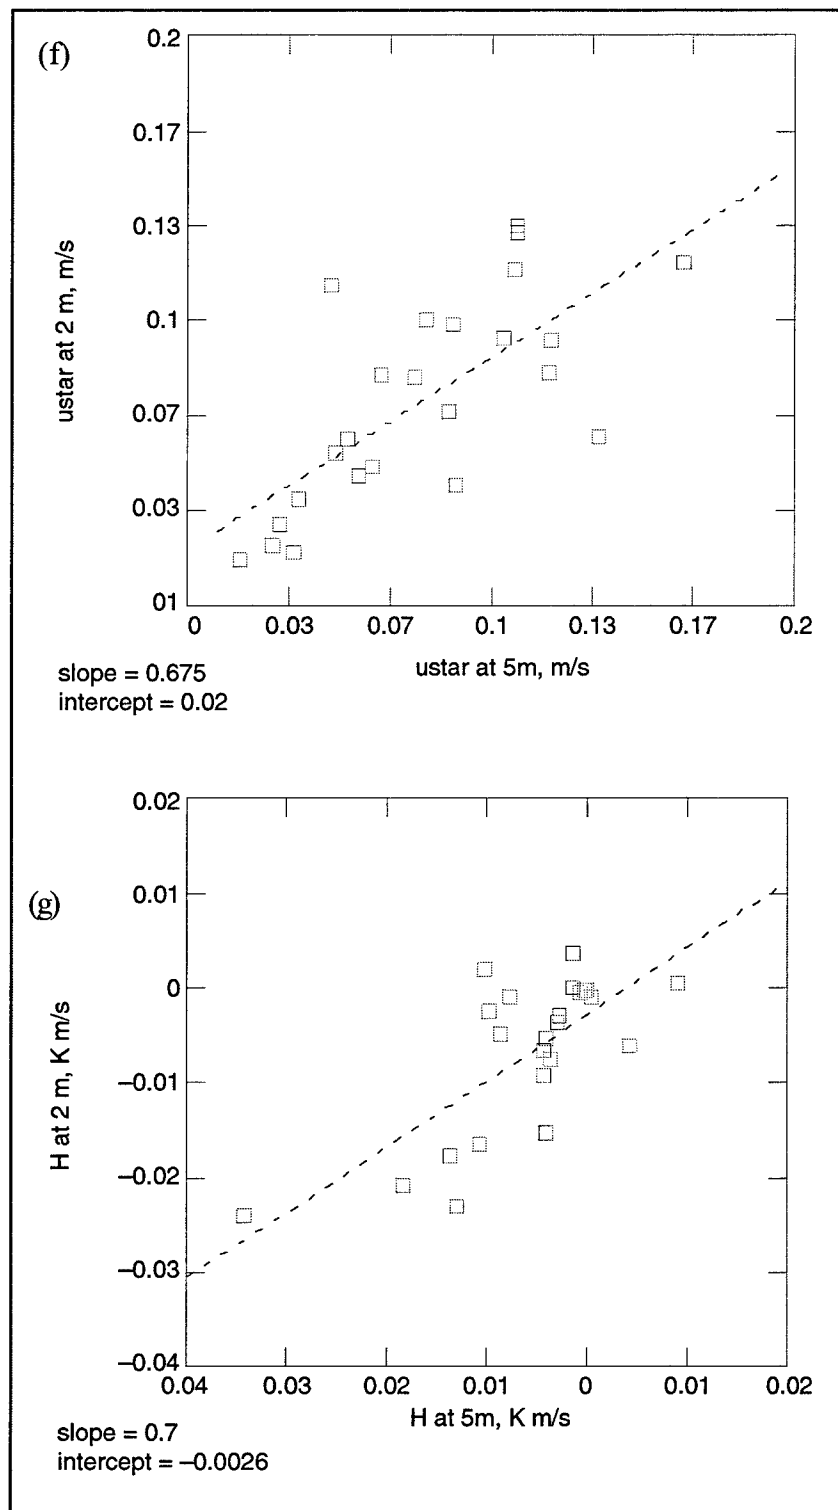 (f)
0.2
0.17
0.13
0.1
0.07
0.03
01
ustar at 2 m, m/s
0 0.03 0.07 0.1 0.13 0.17 0.2
ustar at 5m, m/s
slope = 0.675
intercept = 0.02
(g)
0.02
0.01
0
–0.01
–0.02
–0.03
–0.04
H at 2 m, K m/s
0.04 0.03 0.02 0.01 0 0.01 0.02
H at 5m, K m/s
slope = 0.7
intercept = –0.0026